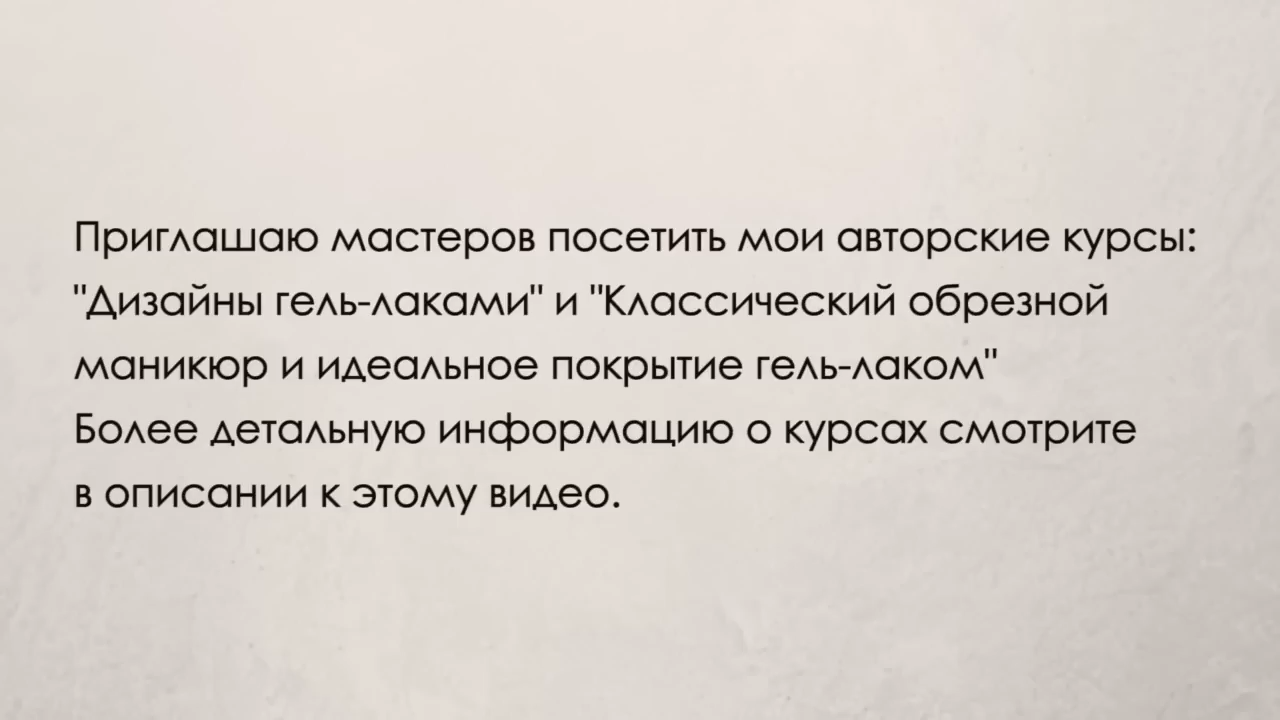 Приглашаю мастеров посетить мои авторские курсы:
"Дизайны гель-лаками" и "Классический обрезной
маникюр и идеальное покрытие гель-лаком"
Более детальную информацию о курсах смотрите
в описании к этому видео.